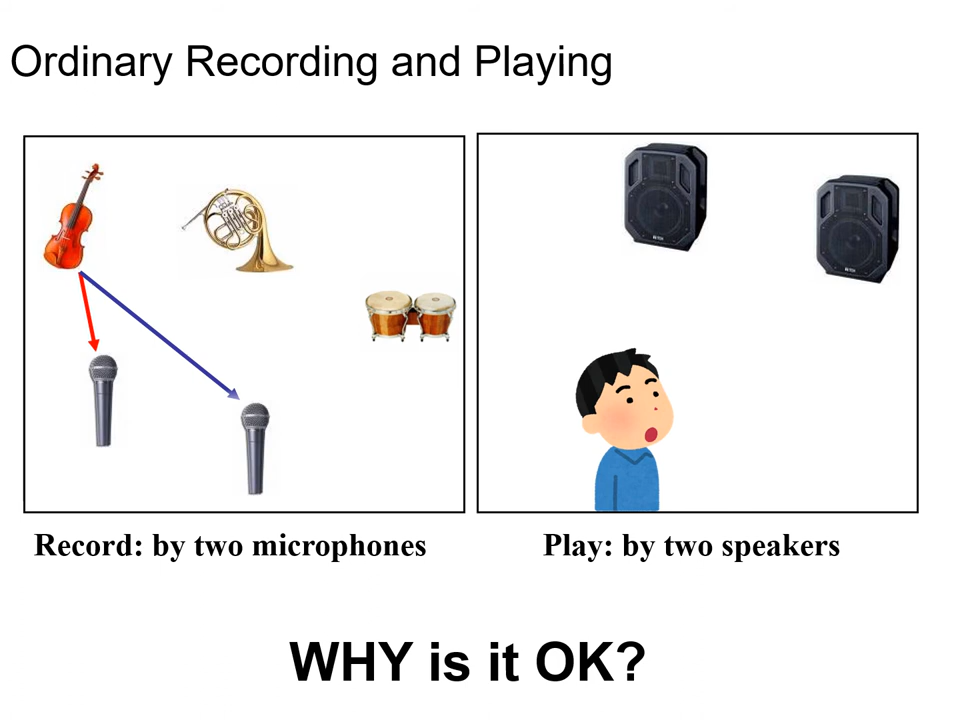 Ordinary Recording and Playing
Record: by two microphones
Play: by two speakers
WHY is it OK?